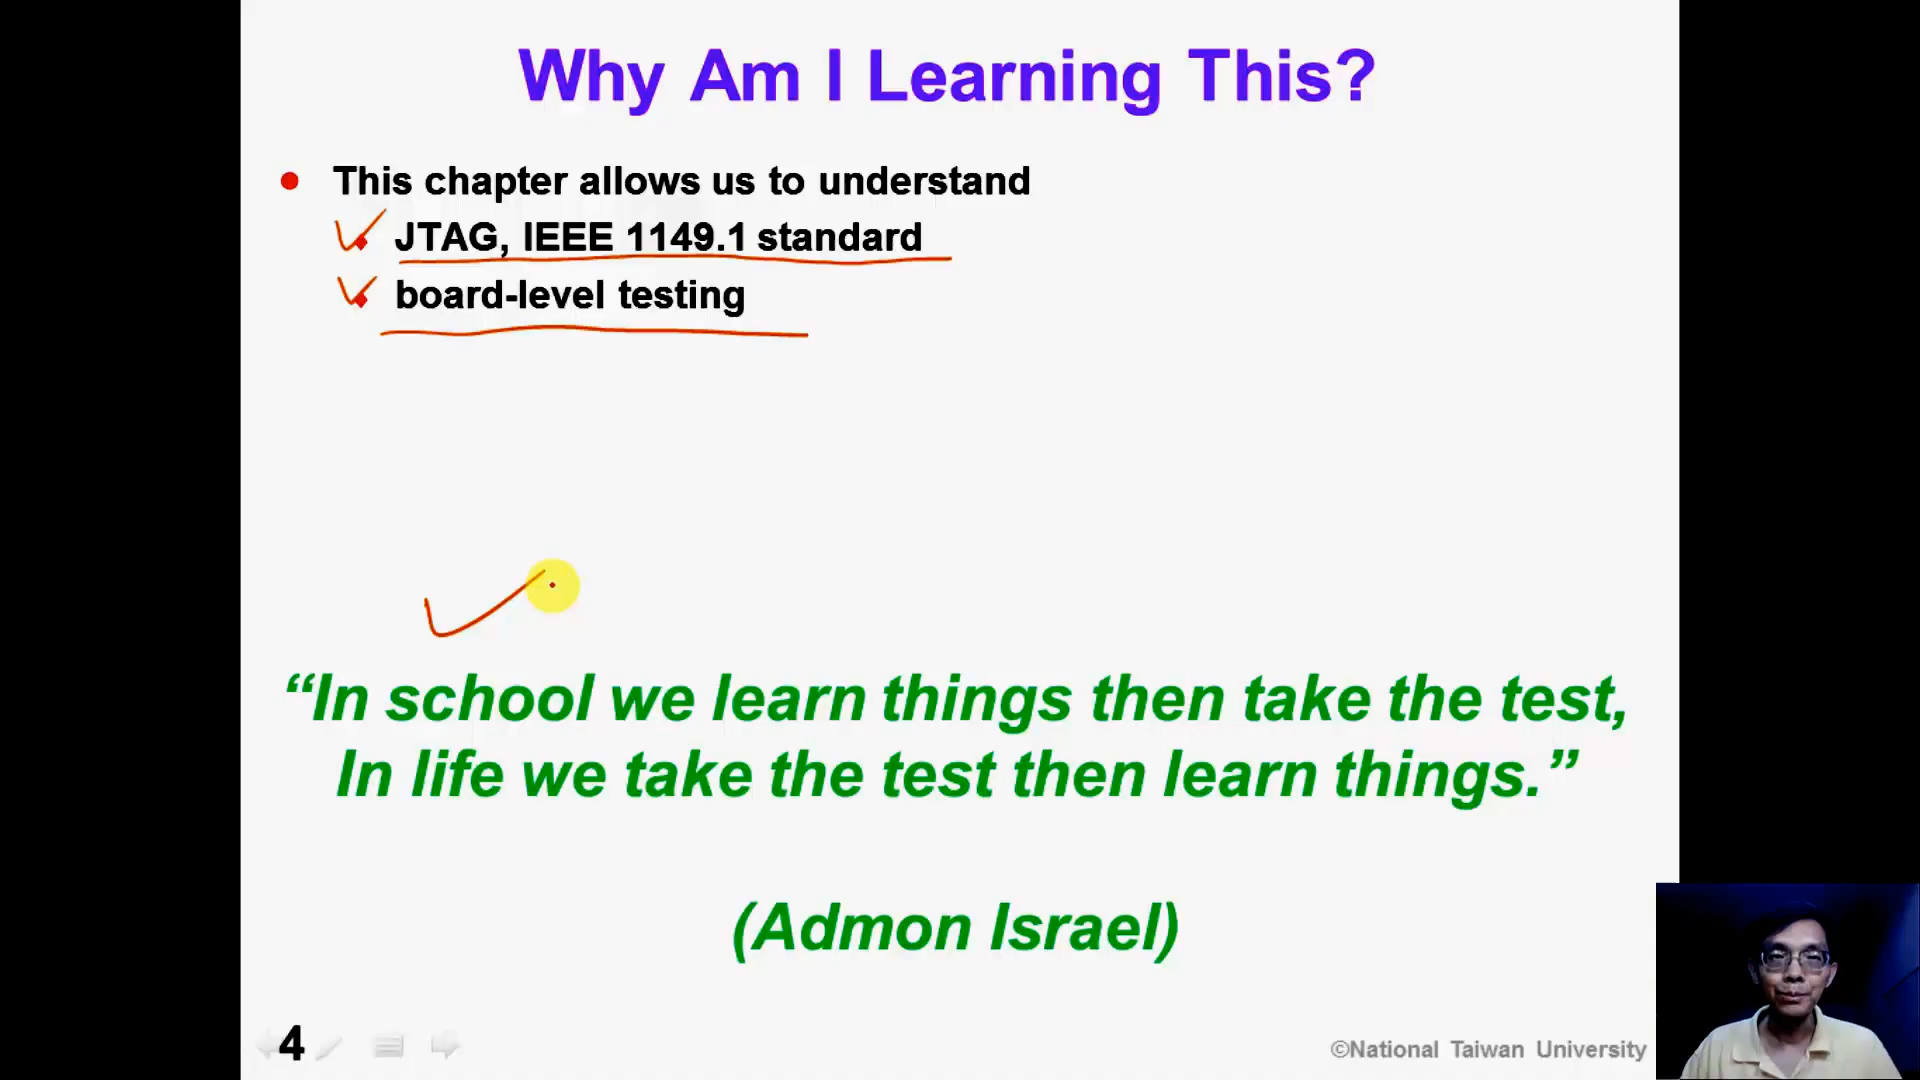 Why Am I Learning This?
This chapter allows us to understand
JTAG, IEEE 1149.1 standard
board-level testing
“In school we learn things then take the test,
In life we take the test then learn things.”
(Admon Israel)
4
©National Taiwan University